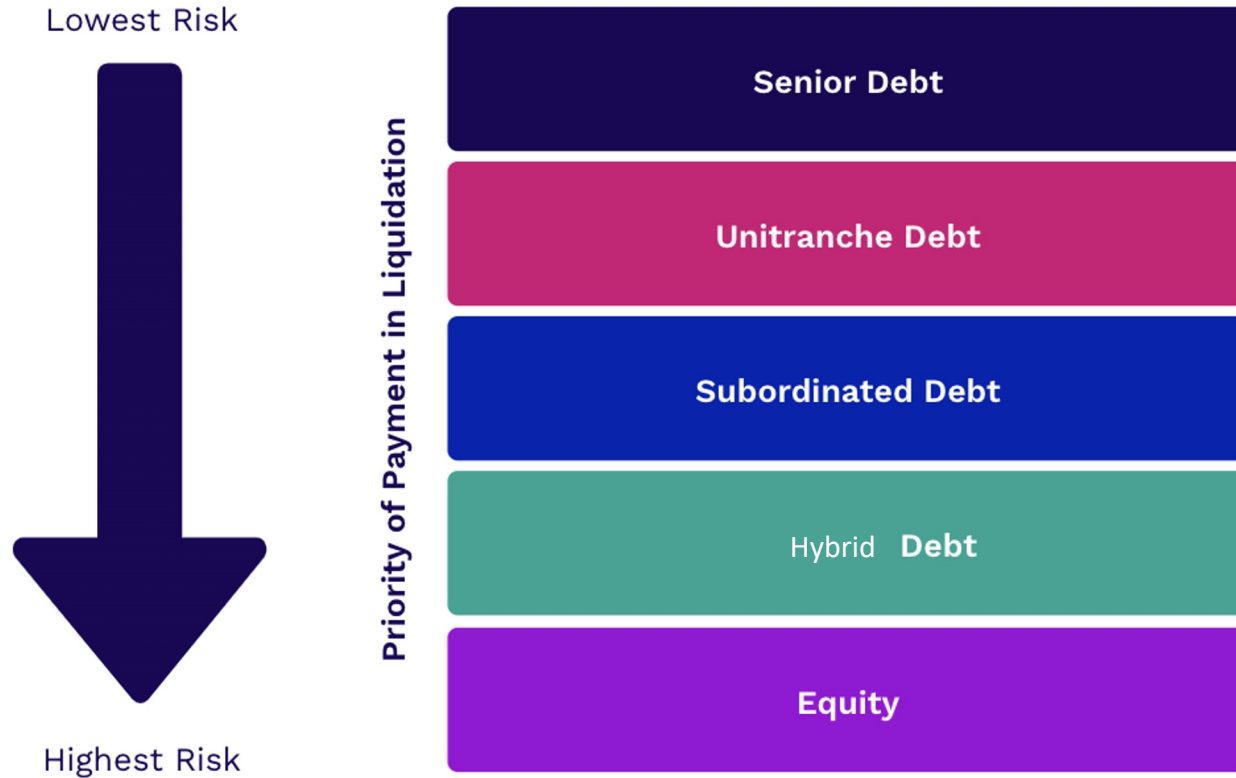 Lowest Risk
Highest Risk
Priority of Payment in Liquidation
Senior Debt
Unitranche Debt
Subordinated Debt
Hybrid Debt
Equity